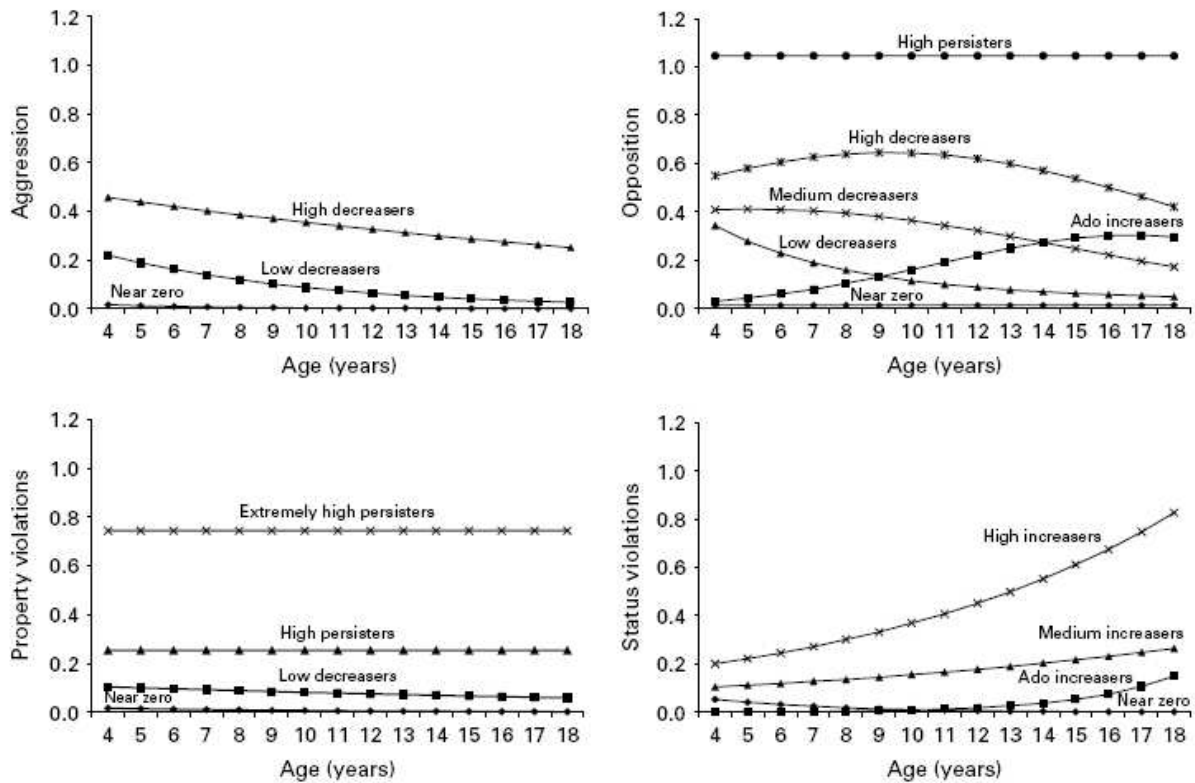 1.2
1.0
0.8
0.6
0.4
0.2
0.0
Aggression
High decreasers
Low decreasers
Near zero
4 5 6 7 8 9 10 11 12 13 14 15 16 17 18
Age (years)
1.2
1.0
0.8
0.6
0.4
0.2
0.0
Opposition
High persisters
High decreasers
Medium decreasers
Ado increasers
Low decreasers
Near zero
4 5 6 7 8 9 10 11 12 13 14 15 16 17 18
Age (years)
1.2
1.0
0.8
0.6
0.4
0.2
0.0
Property violations
Extremely high persisters
High persisters
Low decreasers
Near zero
4 5 6 7 8 9 10 11 12 13 14 15 16 17 18
Age (years)
1.2
1.0
0.8
0.6
0.4
0.2
0.0
Status violations
High increasers
Medium increasers
Ado increasers
Near zero
4 5 6 7 8 9 10 11 12 13 14 15 16 17 18
Age (years)